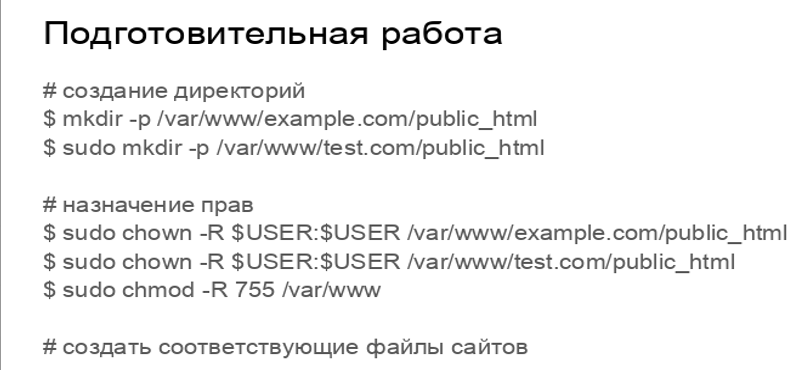 Подготовительная работа
# создание директорий
$ mkdir -p /var/www/example.com/public_html
$ sudo mkdir -p /var/www/test.com/public_html
# назначение прав
$ sudo chown -R $USER:$USER /var/www/example.com/public_html
$ sudo chown -R $USER:$USER /var/www/test.com/public_html
$ sudo chmod -R 755 /var/www
# создать соответствующие файлы сайтов